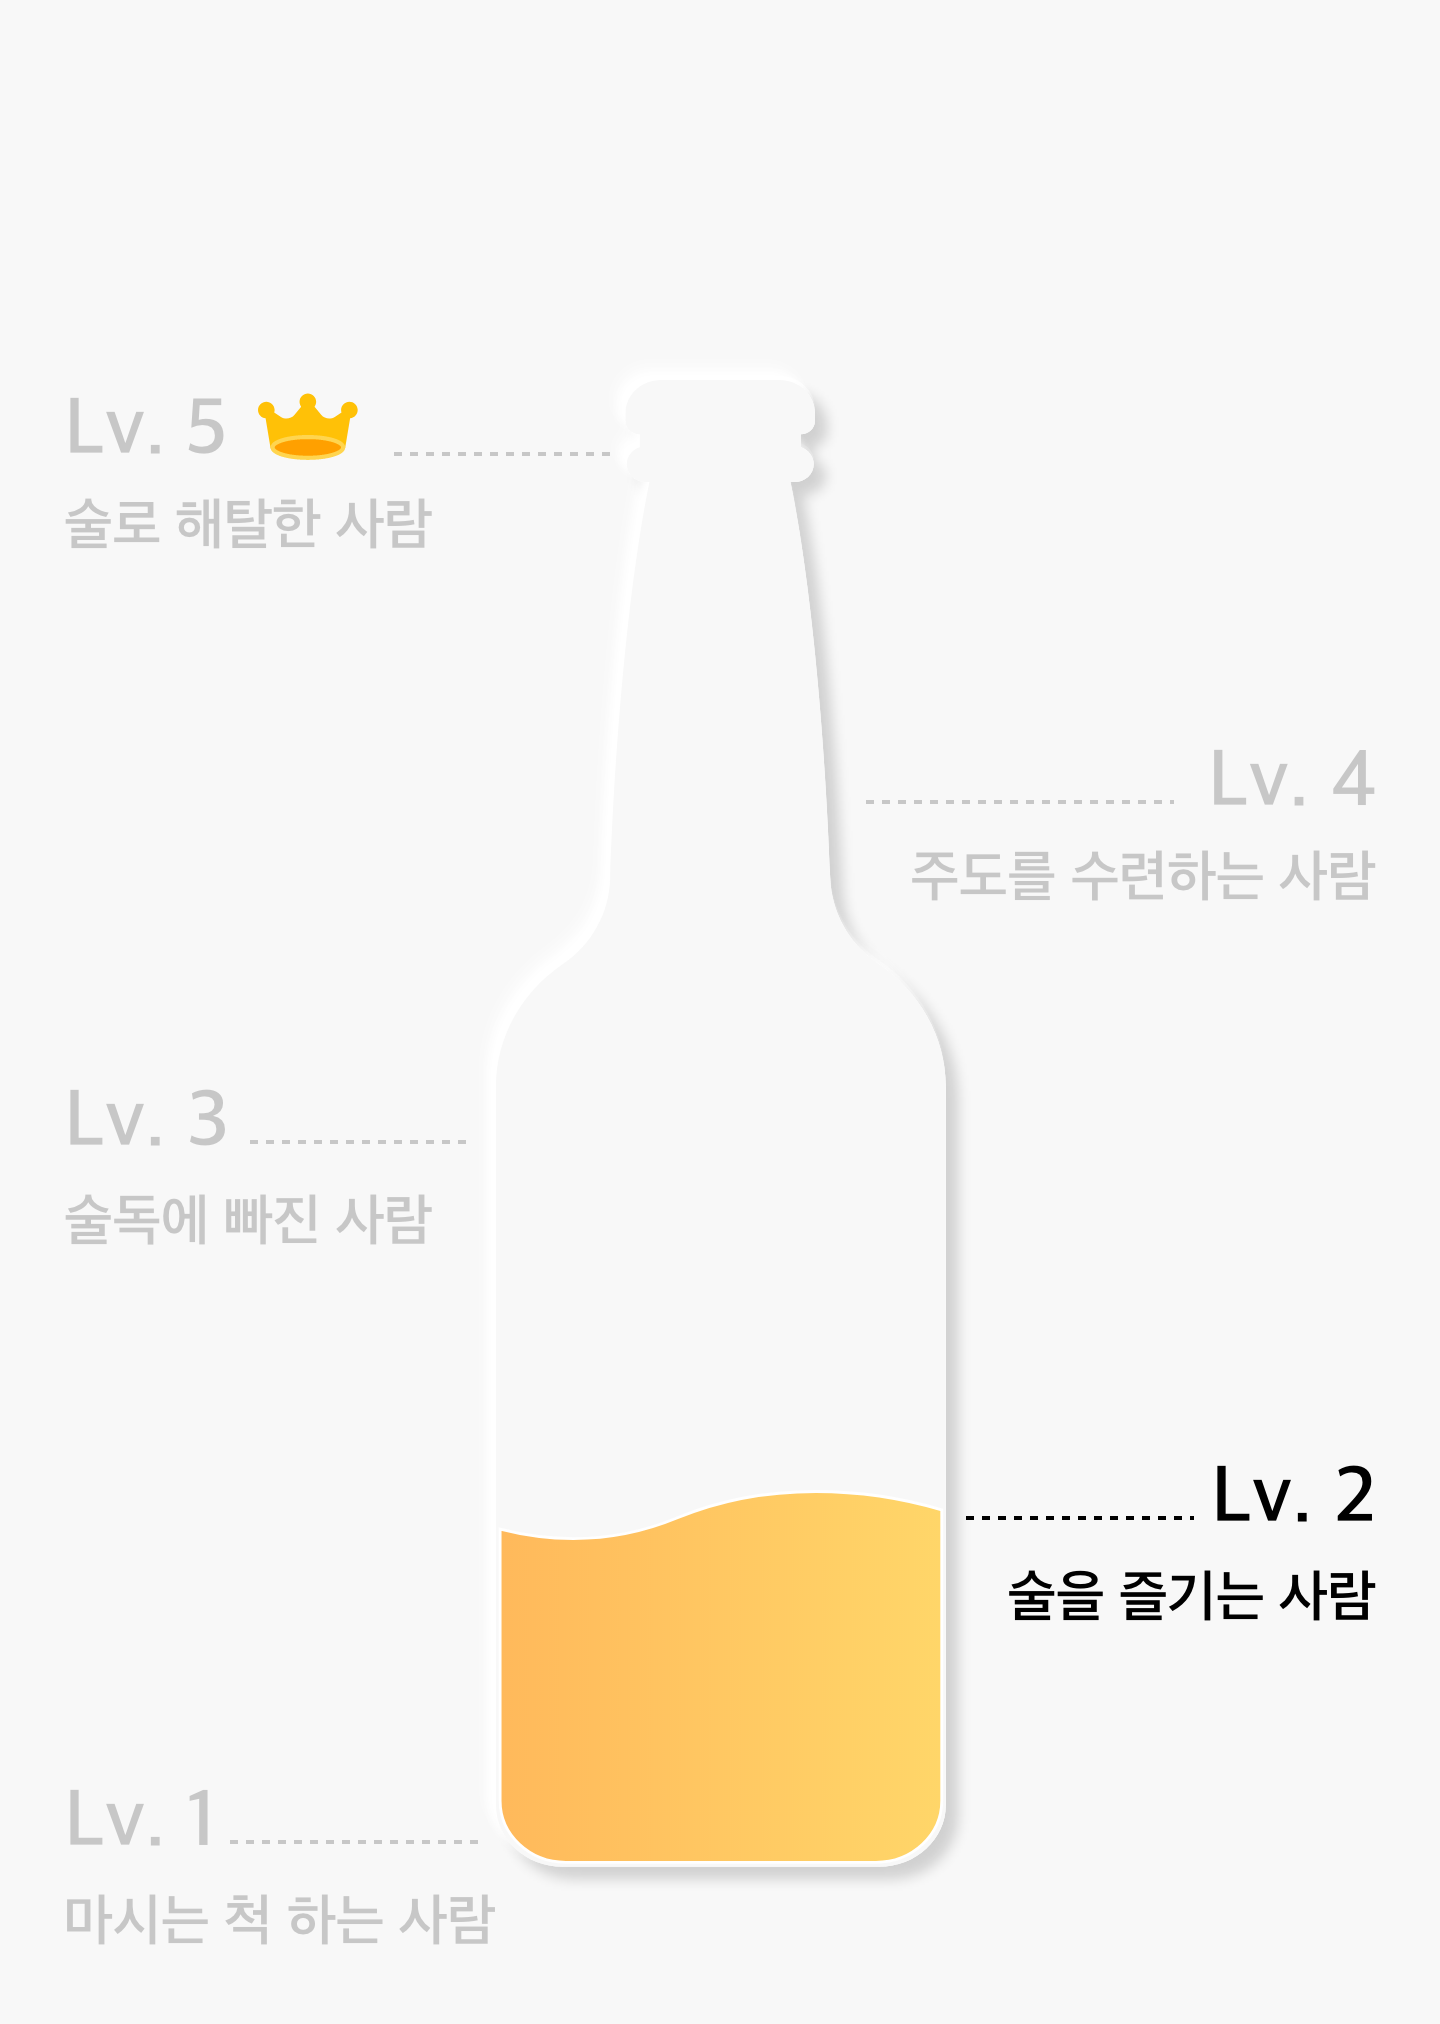 Lv. 5
술로 해탈한 사람
Lv. 4
주도를 수련하는 사람
Lv. 3
술독에 빠진 사람
Lv. 2
술을 즐기는 사람
Lv. 1
마시는 척 하는 사람